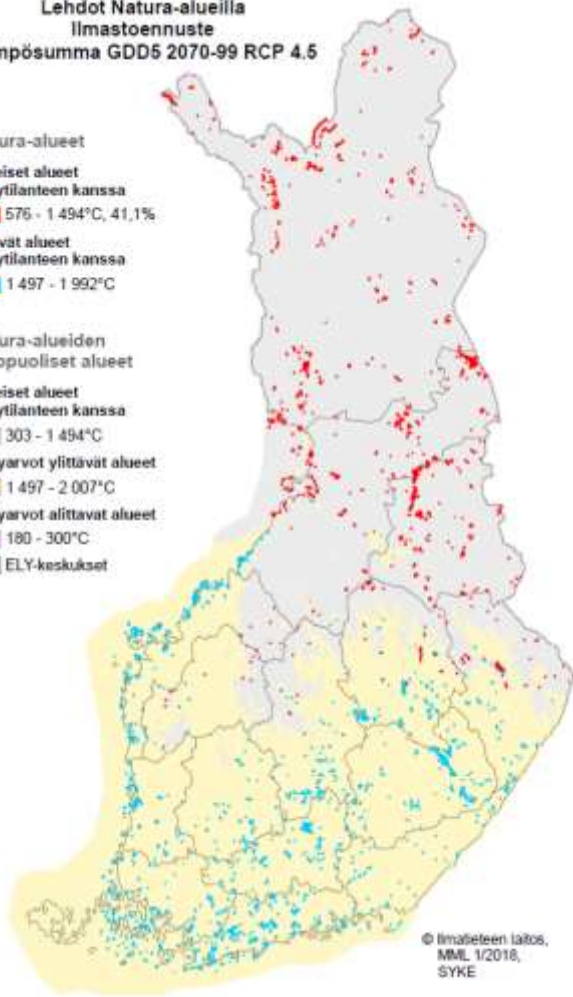 Lehdot Natura-alueilla
Ilmastoennuste
mpösumma GDD5 2070-99 RCP 4.5
ura-alueet
eiset alueet
ytilanteen kanssa
576 - 1 494°C, 41,1%
vät alueet
ytilanteen kanssa
1 497 - 1 992°C
ura-alueiden
opuoliset alueet
eiset alueet
ytilanteen kanssa
303 - 1 494°C
yarvot ylittävät alueet
1 497 - 2 007°C
yarvot alittavat alueet
180 - 300°C
ELY-keskukset
© Ilmatieteen laitos,
MML 1/2018,
SYKE